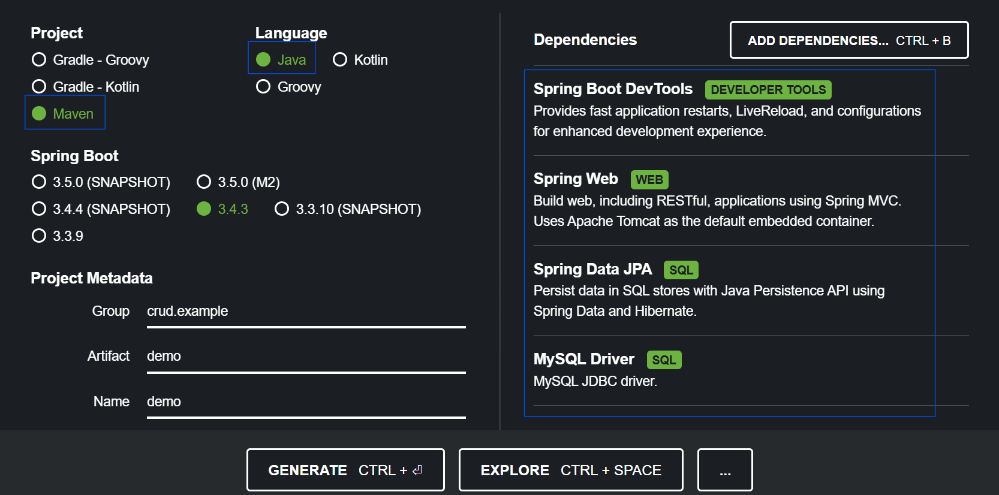 Project
Gradle - Groovy
Gradle - Kotlin
Maven
Language
Java Kotlin
Groovy
Spring Boot
3.5.0 (SNAPSHOT) 3.5.0 (M2)
3.4.4 (SNAPSHOT) 3.4.3 3.3.10 (SNAPSHOT)
3.3.9
Project Metadata
Group crud.example
Artifact demo
Name demo
Dependencies
ADD DEPENDENCIES... CTRL + B
Spring Boot DevTools DEVELOPER TOOLS
Provides fast application restarts, LiveReload, and configurations
for enhanced development experience.
Spring Web WEB
Build web, including RESTful, applications using Spring MVC.
Uses Apache Tomcat as the default embedded container.
Spring Data JPA SQL
Persist data in SQL stores with Java Persistence API using
Spring Data and Hibernate.
MySQL Driver SQL
MySQL JDBC driver.
GENERATE CTRL + ⏎
EXPLORE CTRL + SPACE
...